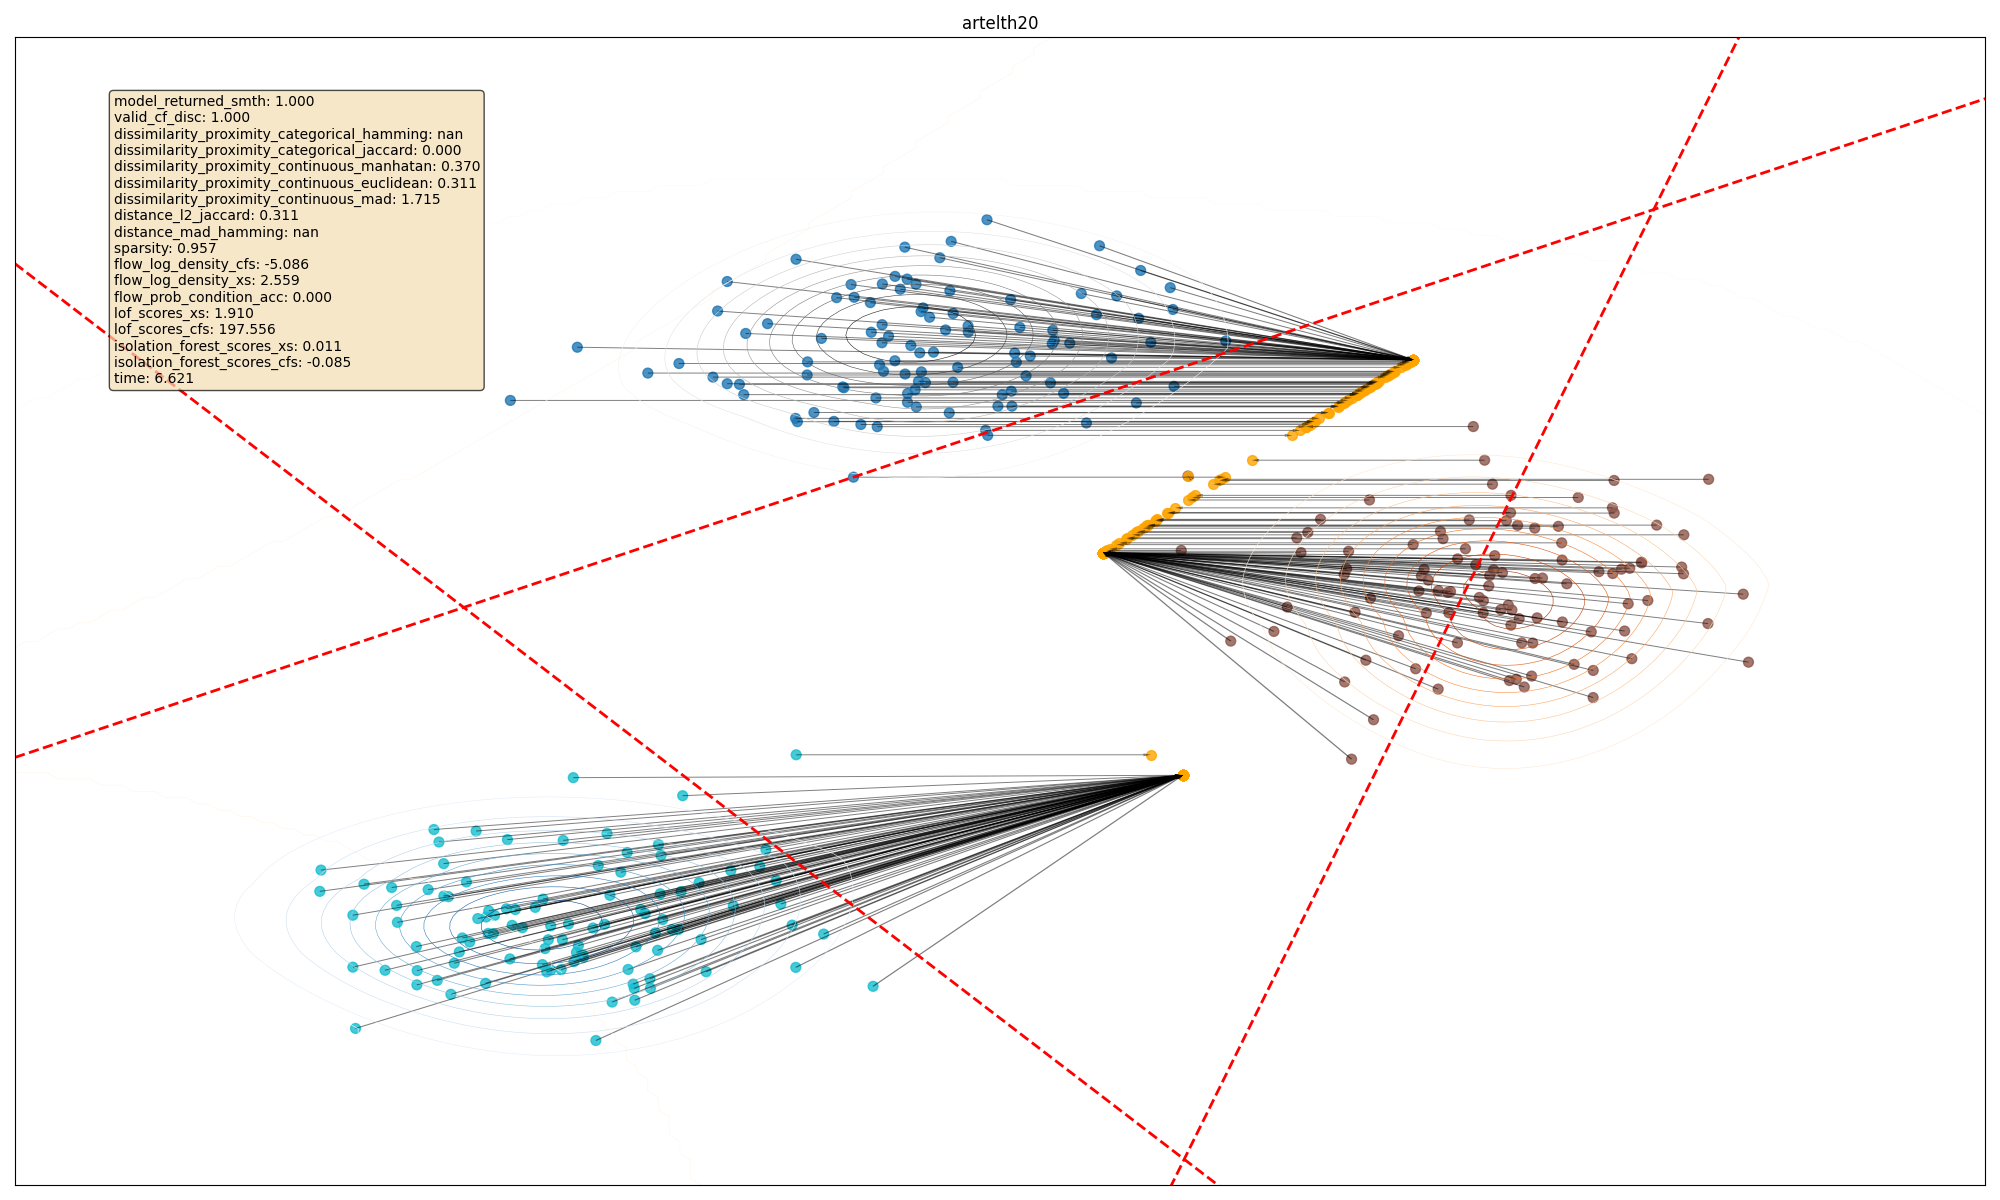 artelth20
model_returned_smth: 1.000
valid_cf_disc: 1.000
dissimilarity_proximity_categorical_hamming: nan
dissimilarity_proximity_categorical_jaccard: 0.000
dissimilarity_proximity_continuous_manhatan: 0.370
dissimilarity_proximity_continuous_euclidean: 0.311
dissimilarity_proximity_continuous_mad: 1.715
distance_l2_jaccard: 0.311
distance_mad_hamming: nan
sparsity: 0.957
flow_log_density_cfs: -5.086
flow_log_density_xs: 2.559
flow_prob_condition_acc: 0.000
lof_scores_xs: 1.910
lof_scores_cfs: 197.556
isolation_forest_scores_xs: 0.011
isolation_forest_scores_cfs: -0.085
time: 6.621